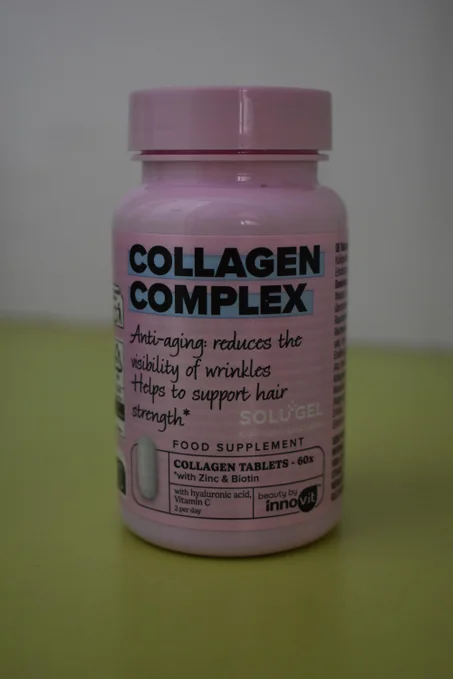 COLLAGEN
COMPLEX
Anti-aging: reduces the
visibility of wrinkles
Helps to support hair
strength*
SOLUGEL
FOOD SUPPLEMENT
COLLAGEN TABLETS - 60x
*with Zinc & Biotin
with hyaluronic acid,
Vitamin C
2 per day
beauty by
innovit